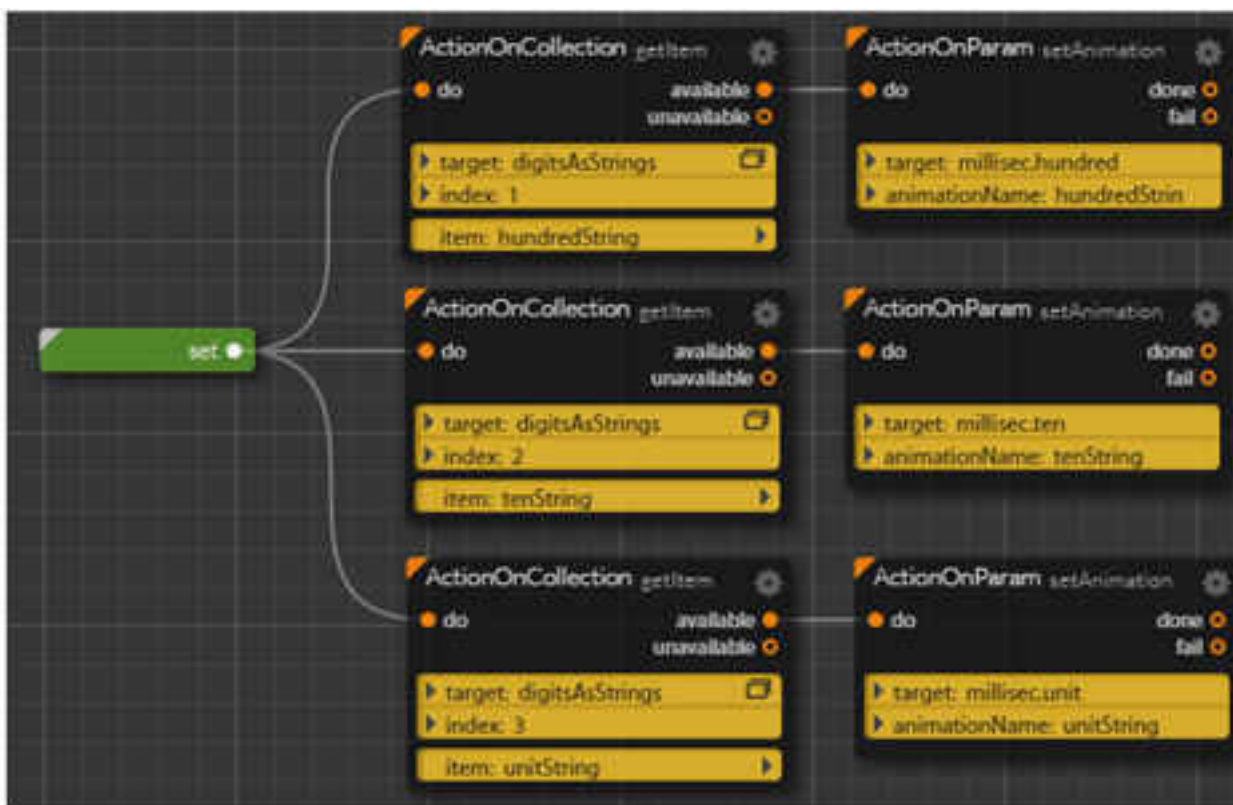 ActionOnCollection getItem
do available
unavailable
target: digitsAsStrings
index: 1
item: hundredString
ActionOnParam setAnimation
do done
fail
target: millisec.hundred
animationName: hundredStrin
set
ActionOnCollection getItem
do available
unavailable
target: digitsAsStrings
index: 2
item: tenString
ActionOnParam setAnimation
do done
fail
target: millisec.ten
animationName: tenString
ActionOnCollection getItem
do available
unavailable
target: digitsAsStrings
index: 3
item: unitString
ActionOnParam setAnimation
do done
fail
target: millisec.unit
animationName: unitString